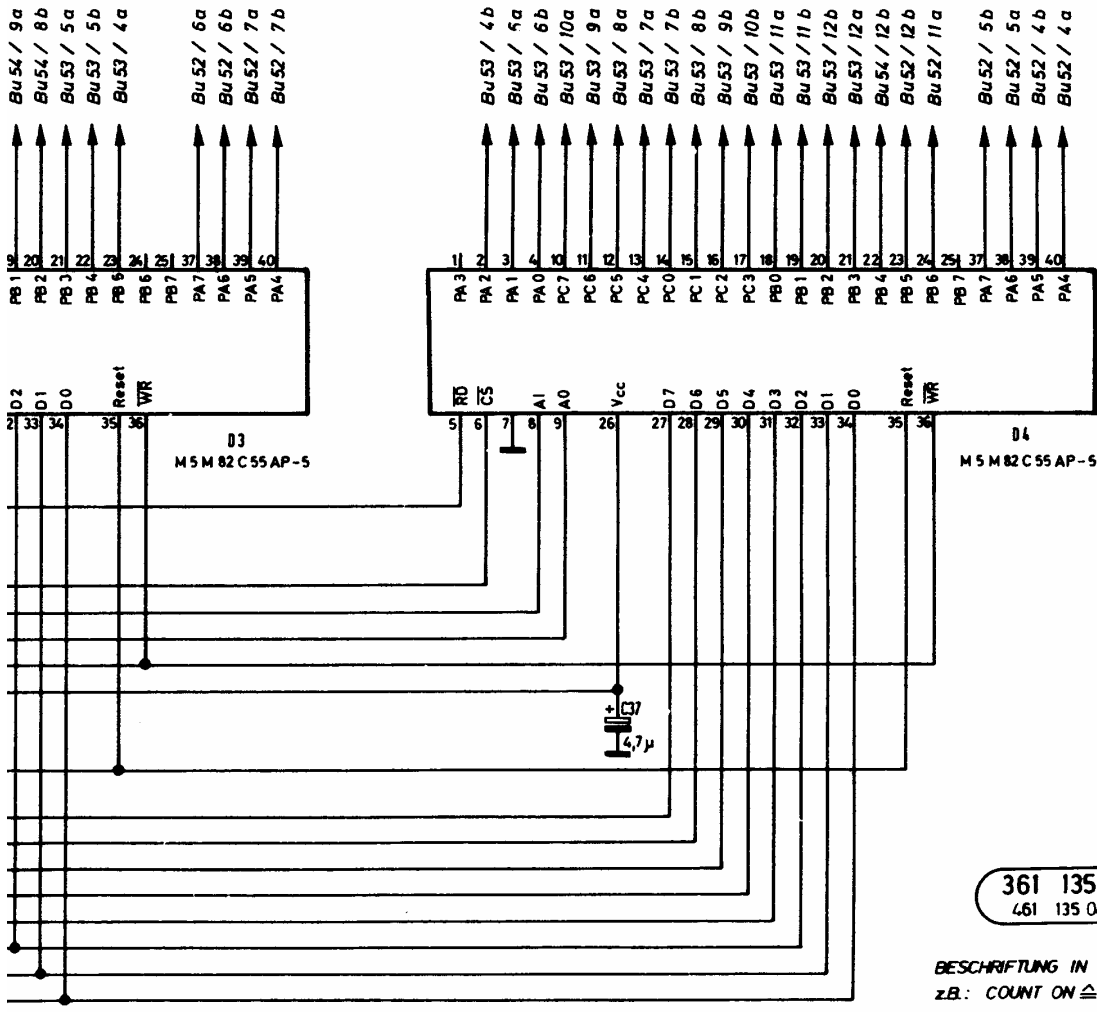 Bu54 / 9a
Bu54 / 8b
Bu53 / 5a
Bu53 / 5b
Bu53 / 4a
Bu52 / 6a
Bu52 / 6b
Bu52 / 7a
Bu52 / 7b
Bu53 / 4b
Bu53 / 6b
Bu53 / 10a
Bu53 / 9a
Bu53 / 8a
Bu53 / 7a
Bu53 / 7b
Bu53 / 8b
Bu53 / 9b
Bu53 / 10b
Bu53 / 11a
Bu53 / 11b
Bu53 / 12b
Bu53 / 12a
Bu54 / 12b
Bu52 / 12b
Bu52 / 11a
Bu52 / 5b
Bu52 / 5a
Bu52 / 4b
Bu52 / 4a
9 20 21 22 23 24 25 37 38 39 40
PB1 PB2 PB3 PB4 PB5 PB6 PB7 PA7 PA6 PA5 PA4
1 2 3 4 10 11 12 13 14 15 16 17 18 19 20 21 22 23 24 25 37 38 39 40
PA3 PA2 PA1 PA0 PC7 PC6 PC5 PC4 PC0 PC1 PC2 PC3 PB0 PB1 PB2 PB3 PB4 PB5 PB6 PB7 PA7 PA6 PA5 PA4
D2 D1 D0 Reset W̅R̅
2 33 34 35 36
R̅D̅ C̅S̅ A1 A0 Vcc D7 D6 D5 D4 D3 D2 D1 D0 Reset W̅R̅
5 6 7 8 9 26 27 28 29 30 31 32 33 34 35 36
D3
M5M82C55AP-5
D4
M5M82C55AP-5
+ C37
4,7µ
361 135
461 135 0
BESCHRIFTUNG IN
z.B.: COUNT ON ≙